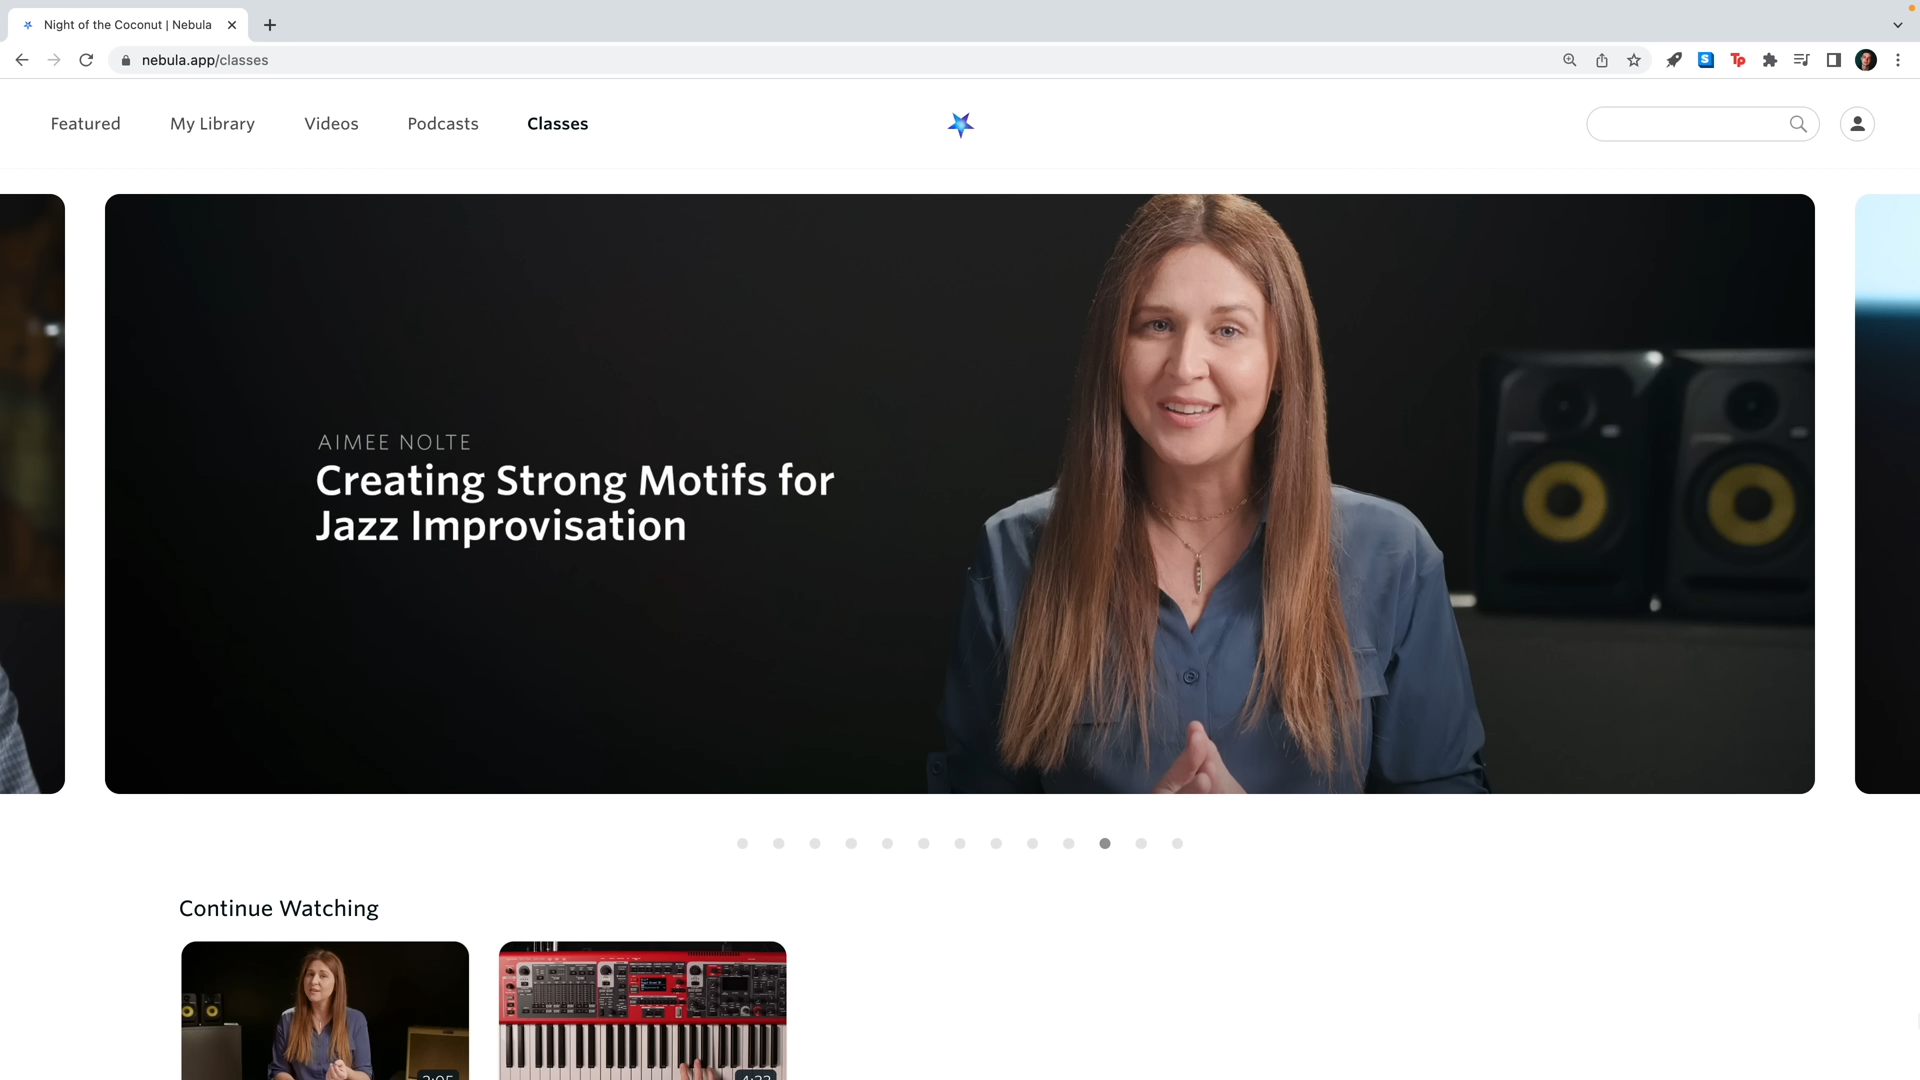 Night of the Coconut | Nebula
nebula.app/classes
S
Tp
Featured
My Library
Videos
Podcasts
Classes
AIMEE NOLTE
Creating Strong Motifs for
Jazz Improvisation
Continue Watching